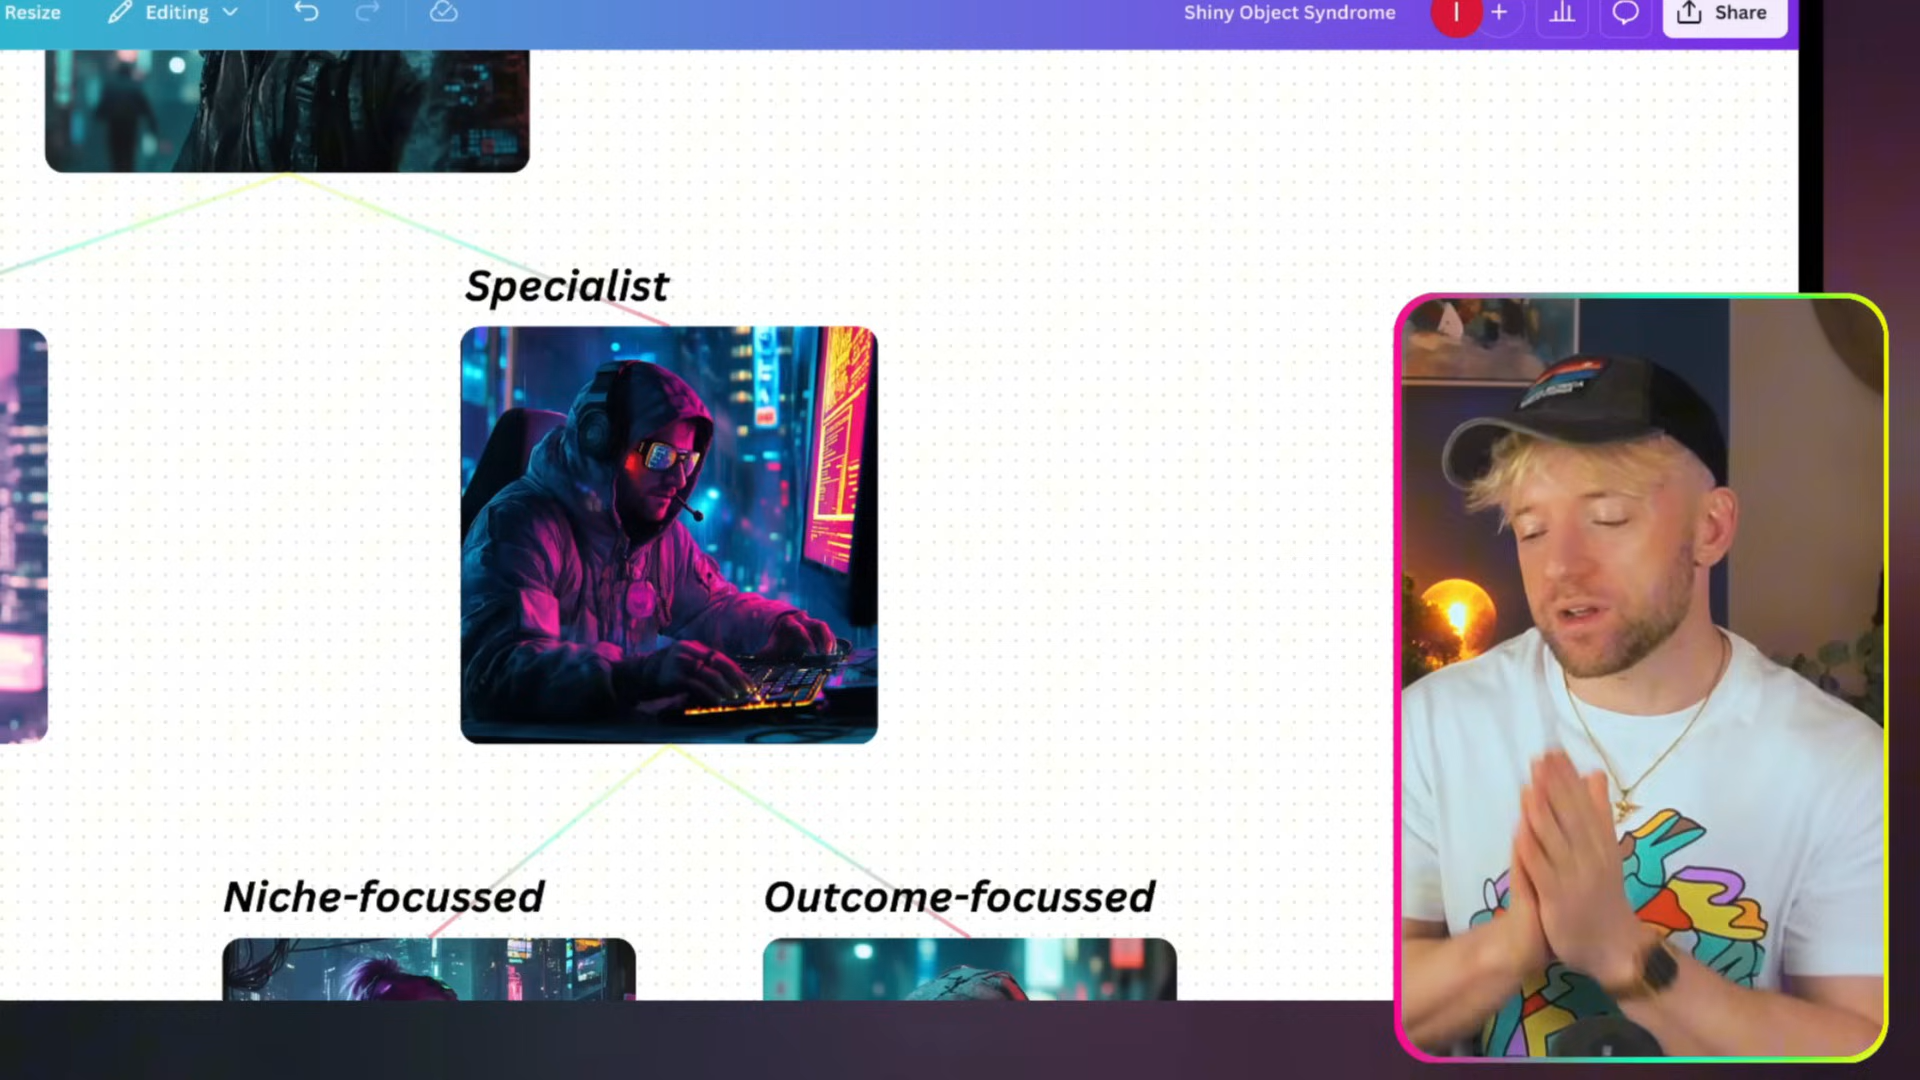 Resize
Editing
Shiny Object Syndrome
I
Share
Specialist
Niche-focussed
Outcome-focussed